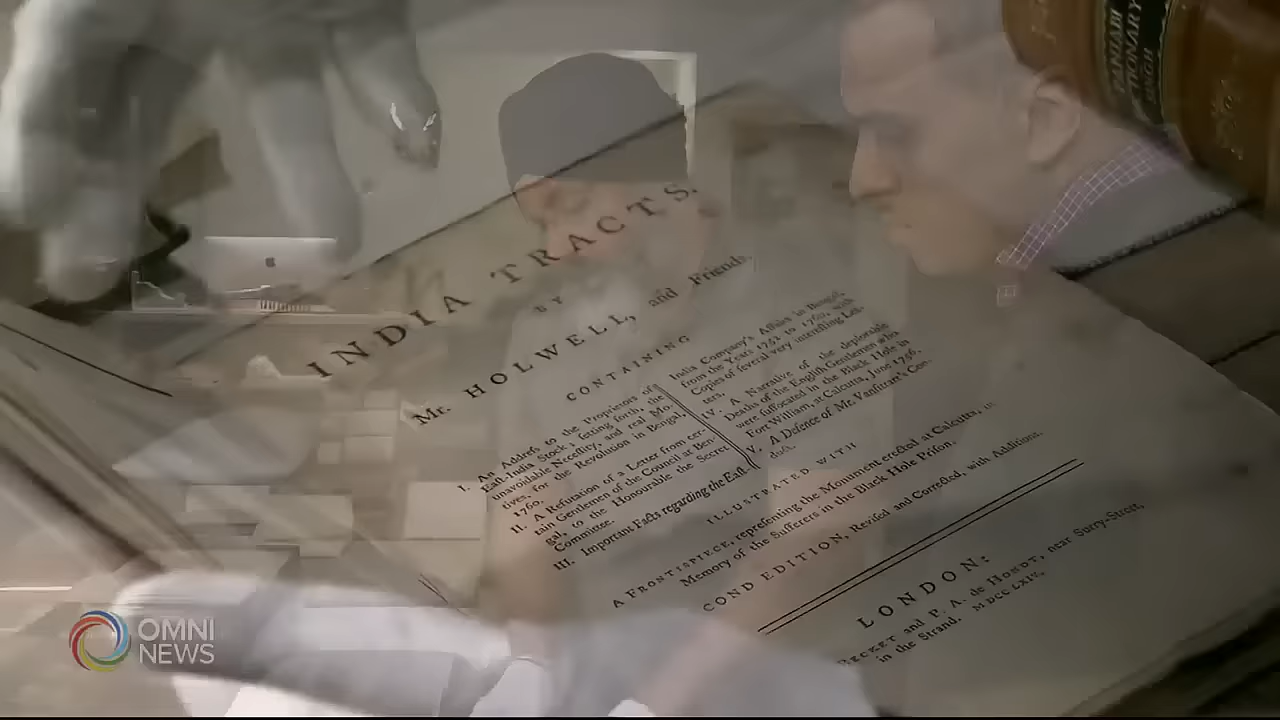 PANJABI
TIONARY
SINGH
INDIA TRACTS.
BY
Mr. HOLWELL, and Friends.
CONTAINING
I. An Addreſs to the Proprietors of
Eaſt-India Stock; ſetting forth, the
unavoidable Neceſſity, and real Mo-
tives, for the Revolution in Bengal,
1760.
II. A Refutation of a Letter from cer-
tain Gentlemen of the Council at Ben-
gal, to the Honourable the Secret
Committee.
III. Important Facts regarding the Eaſt
India Company's Affairs in Bengal,
from the Years 1752 to 1760, with
Copies of ſeveral very intereſting Let-
ters.
IV. A Narrative of the deplorable
Deaths of the Engliſh Gentlemen who
were ſuffocated in the Black Hole in
Fort William, at Calcutta, June 1756.
V. A Defence of Mr. Vanſittart's Con-
duct.
ILLUSTRATED WITH
A FRONTISPIECE, repreſenting the Monument erected at Calcutta, in
Memory of the Sufferers in the Black Hole Priſon.
COND EDITION, Reviſed and Corrected, with Additions.
LONDON:
BECKET and P. A. de HONDT, near Surry-Street,
in the Strand. MDCCLXIV.
OMNI
NEWS